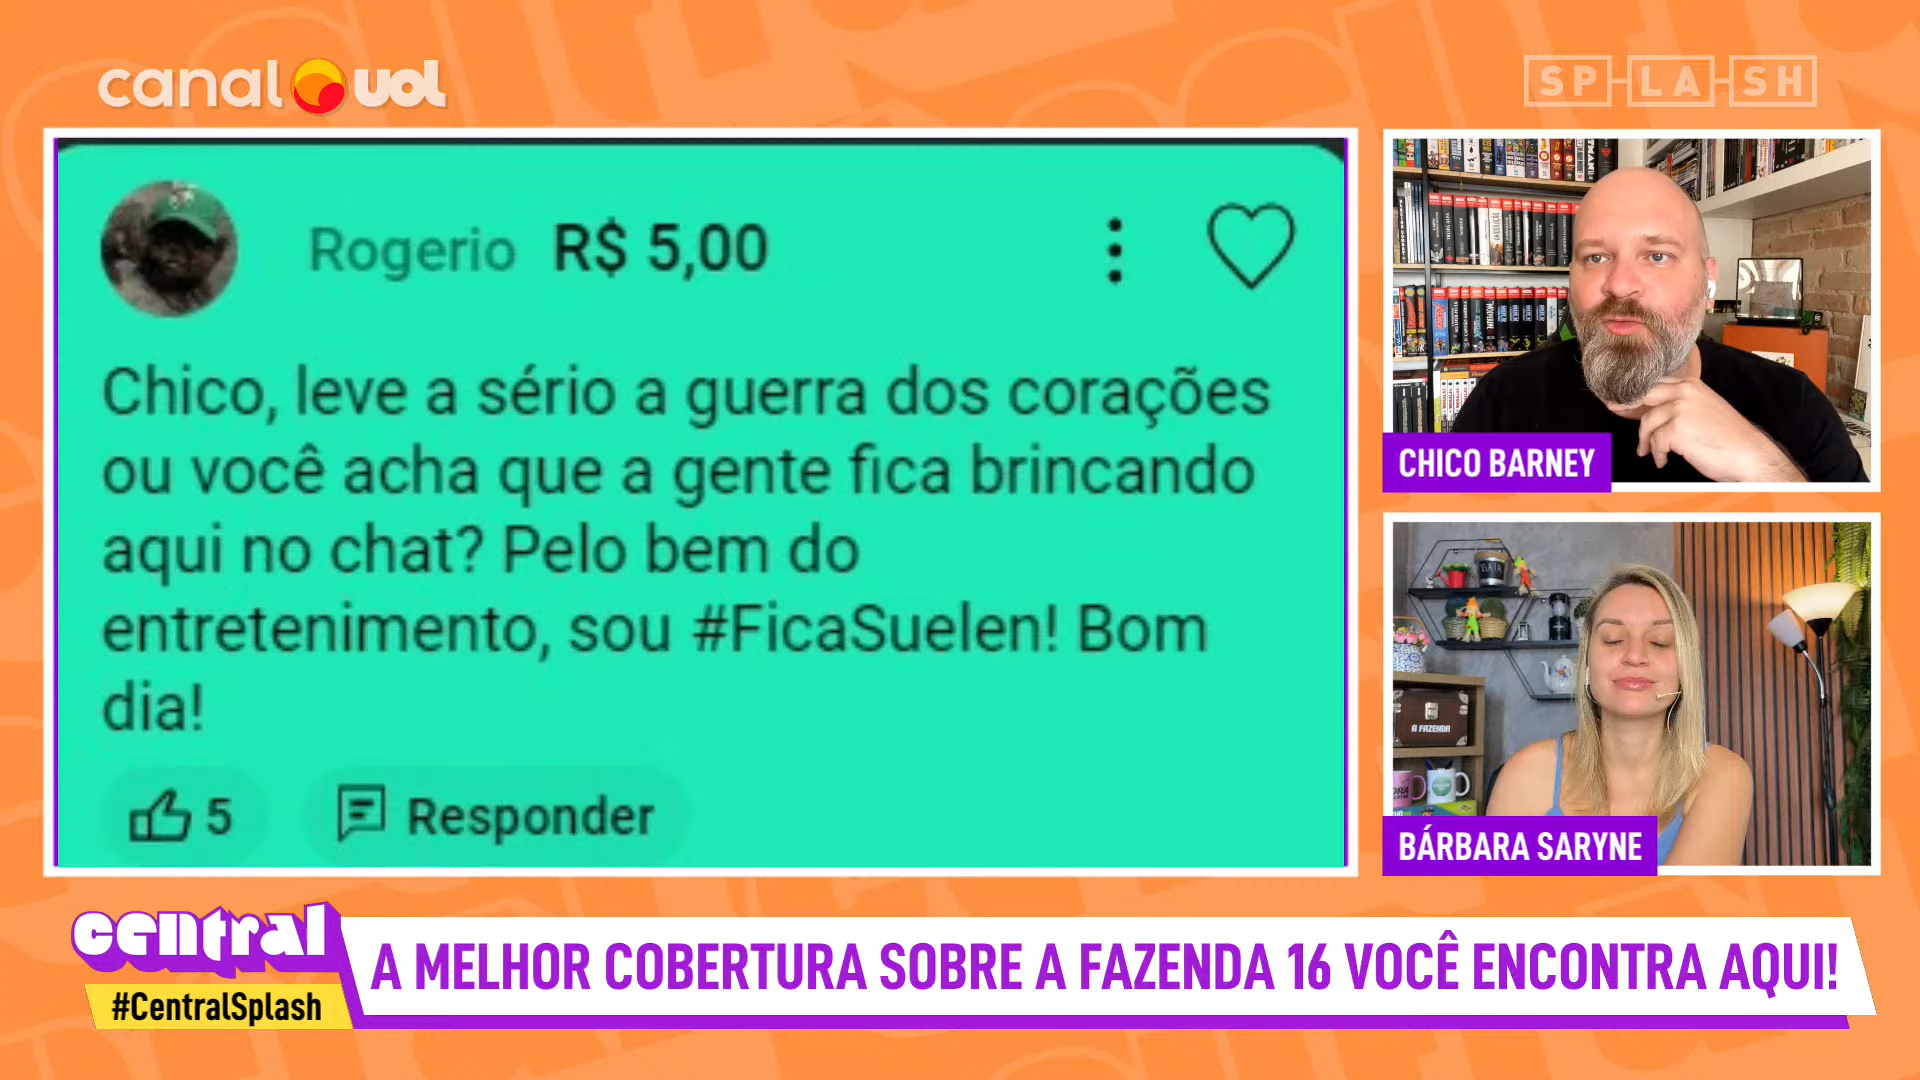 canal uol
SPLASH
Rogerio R$ 5,00
Chico, leve a sério a guerra dos corações
ou você acha que a gente fica brincando
aqui no chat? Pelo bem do
entretenimento, sou #FicaSuelen! Bom
dia!
5 Responder
CHICO BARNEY
BAIA
A FAZENDA
BÁRBARA SARYNE
central
#CentralSplash
A MELHOR COBERTURA SOBRE A FAZENDA 16 VOCÊ ENCONTRA AQUI!